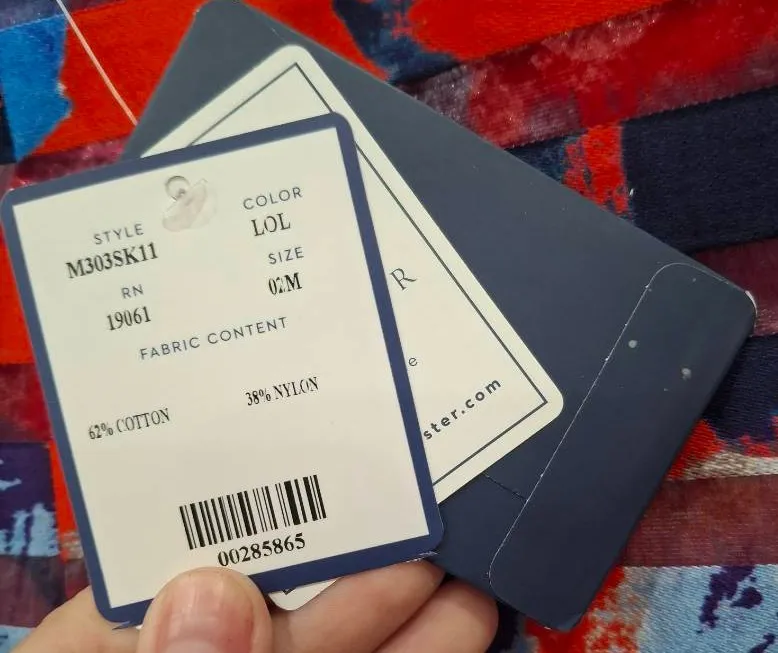 STYLE
M303SK11
COLOR
LOL
RN
19061
SIZE
02M
FABRIC CONTENT
62% COTTON
38% NYLON
00285865
R
e
ster.com